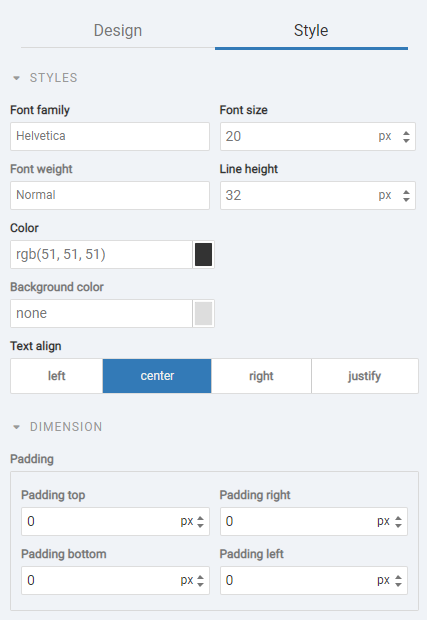 Design Style
STYLES
Font family Font size
Helvetica 20 px
Font weight Line height
Normal 32 px
Color
rgb(51, 51, 51)
Background color
none
Text align
left center right justify
DIMENSION
Padding
Padding top Padding right
0 px 0 px
Padding bottom Padding left
0 px 0 px